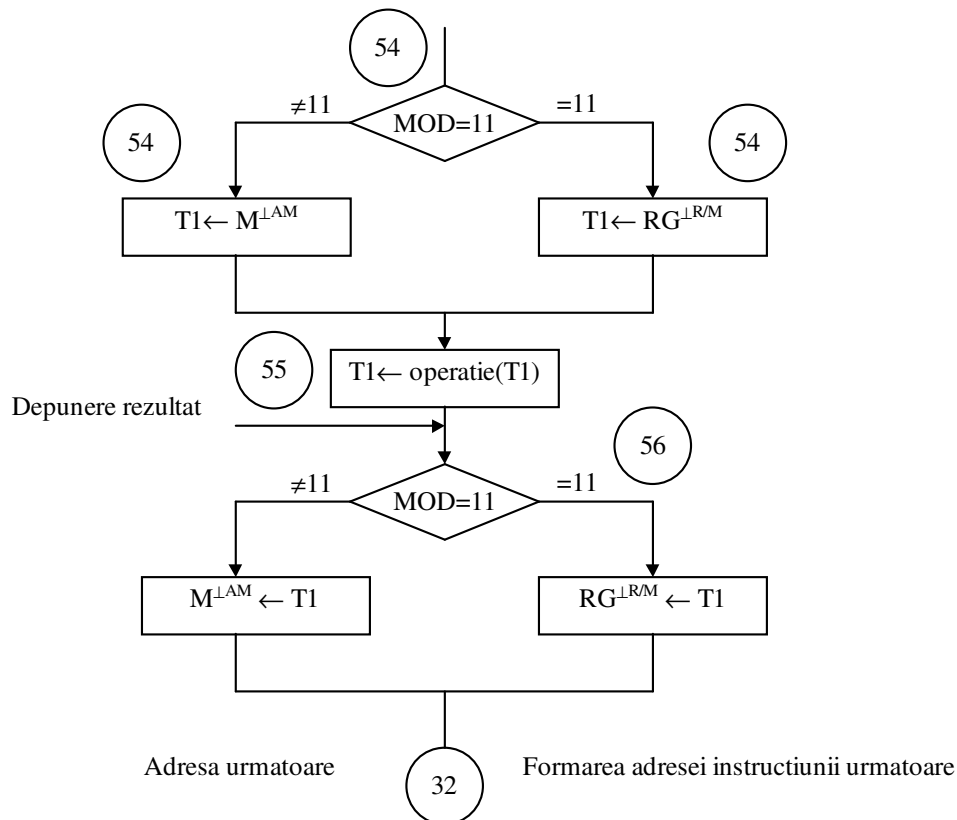 54
≠11
=11
MOD=11
54
54
T1← M⊥AM
T1← RG⊥R/M
55
T1← operatie(T1)
Depunere rezultat
56
≠11
=11
MOD=11
M⊥AM ← T1
RG⊥R/M ← T1
Adresa urmatoare
32
Formarea adresei instructiunii urmatoare